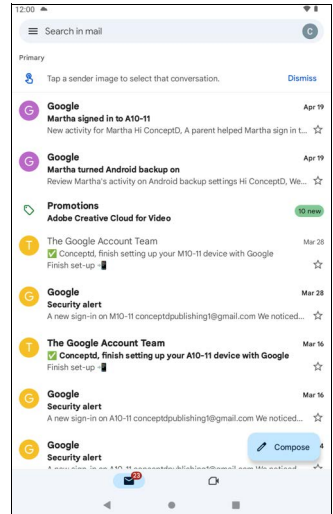 12:00
Search in mail
C
Primary
Tap a sender image to select that conversation.
Dismiss
G
Google
Apr 19
Martha signed in to A10-11
New activity for Martha Hi ConceptD, A parent helped Martha sign in t...
G
Google
Apr 19
Martha turned Android backup on
Review Martha's activity on Android backup settings Hi ConceptD, We...
Promotions
10 new
Adobe Creative Cloud for Video
T
The Google Account Team
Mar 28
✅ Conceptd, finish setting up your M10-11 device with Google
Finish set-up
G
Google
Mar 28
Security alert
A new sign-in on M10-11 conceptdpublishing1@gmail.com We noticed...
T
The Google Account Team
Mar 16
✅ Conceptd, finish setting up your A10-11 device with Google
Finish set-up
G
Google
Mar 16
Security alert
A new sign-in on A10-11 conceptdpublishing1@gmail.com We noticed...
G
Google
4
Security alert
Compose
23